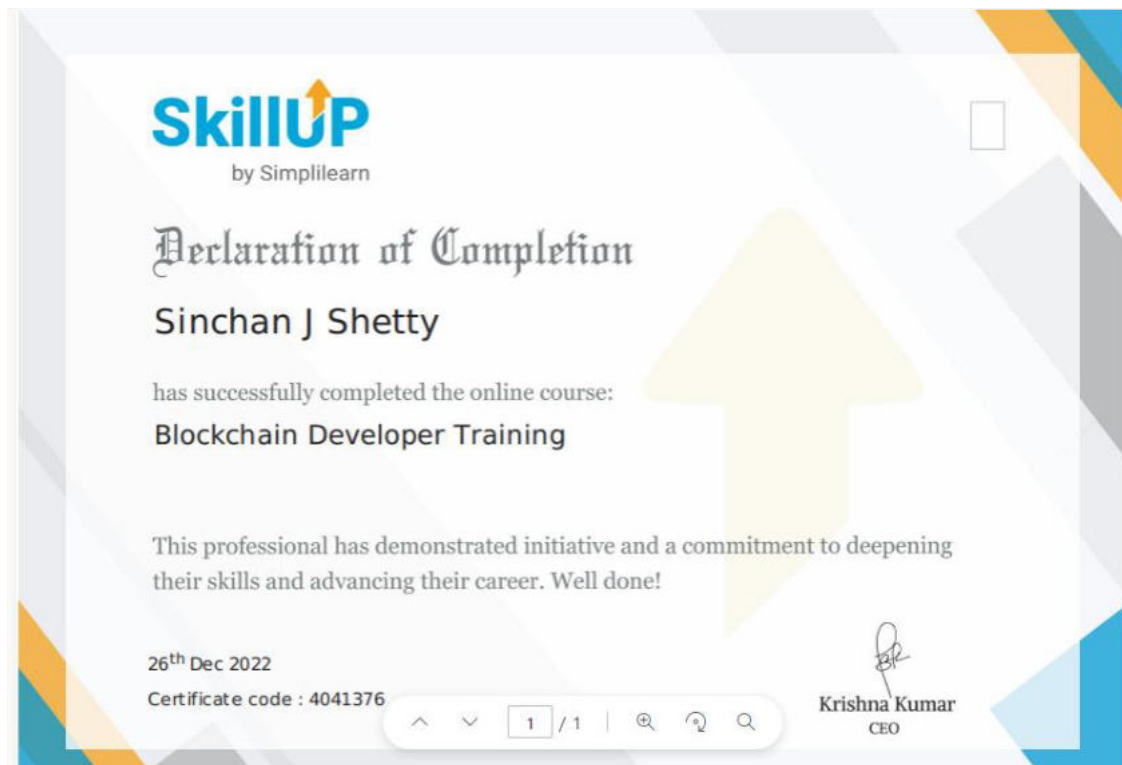 SkillUP
by Simplilearn
Declaration of Completion
Sinchan J Shetty
has successfully completed the online course:
Blockchain Developer Training
This professional has demonstrated initiative and a commitment to deepening
their skills and advancing their career. Well done!
26th Dec 2022
Certificate code : 4041376
Krishna Kumar
CEO
1 / 1